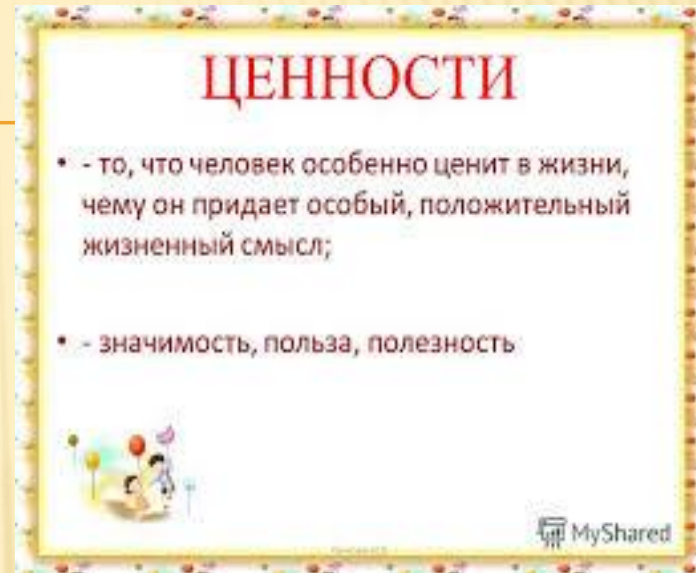 ЦЕННОСТИ
• - то, что человек особенно ценит в жизни,
чему он придает особый, положительный
жизненный смысл;
• - значимость, польза, полезность
MyShared